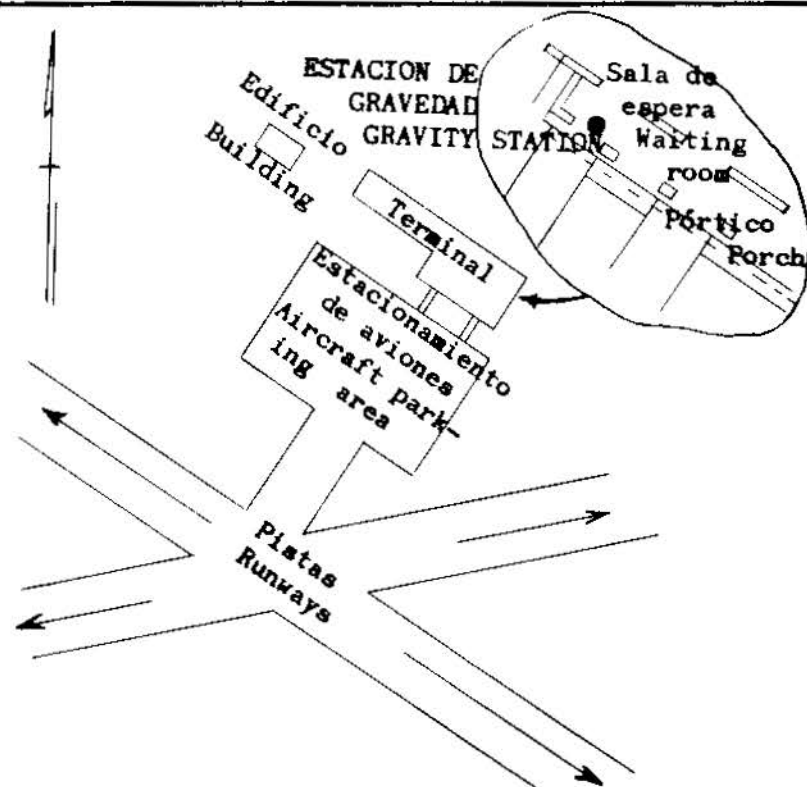 ESTACION DE
GRAVEDAD
GRAVITY STATION
Sala de
espera
Waiting
room
Pórtico
Porch
Edificio
Building
Terminal
Estacionamiento
de aviones
Aircraft park-
ing area
Pistas
Runways